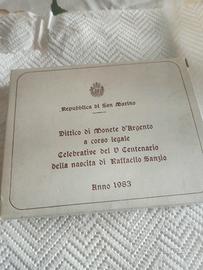 Repubblica di San Marino
Dittico di Monete d'Argento
a corso legale
Celebrative del V Centenario
della nascita di Raffaello Sanzio
Anno 1983